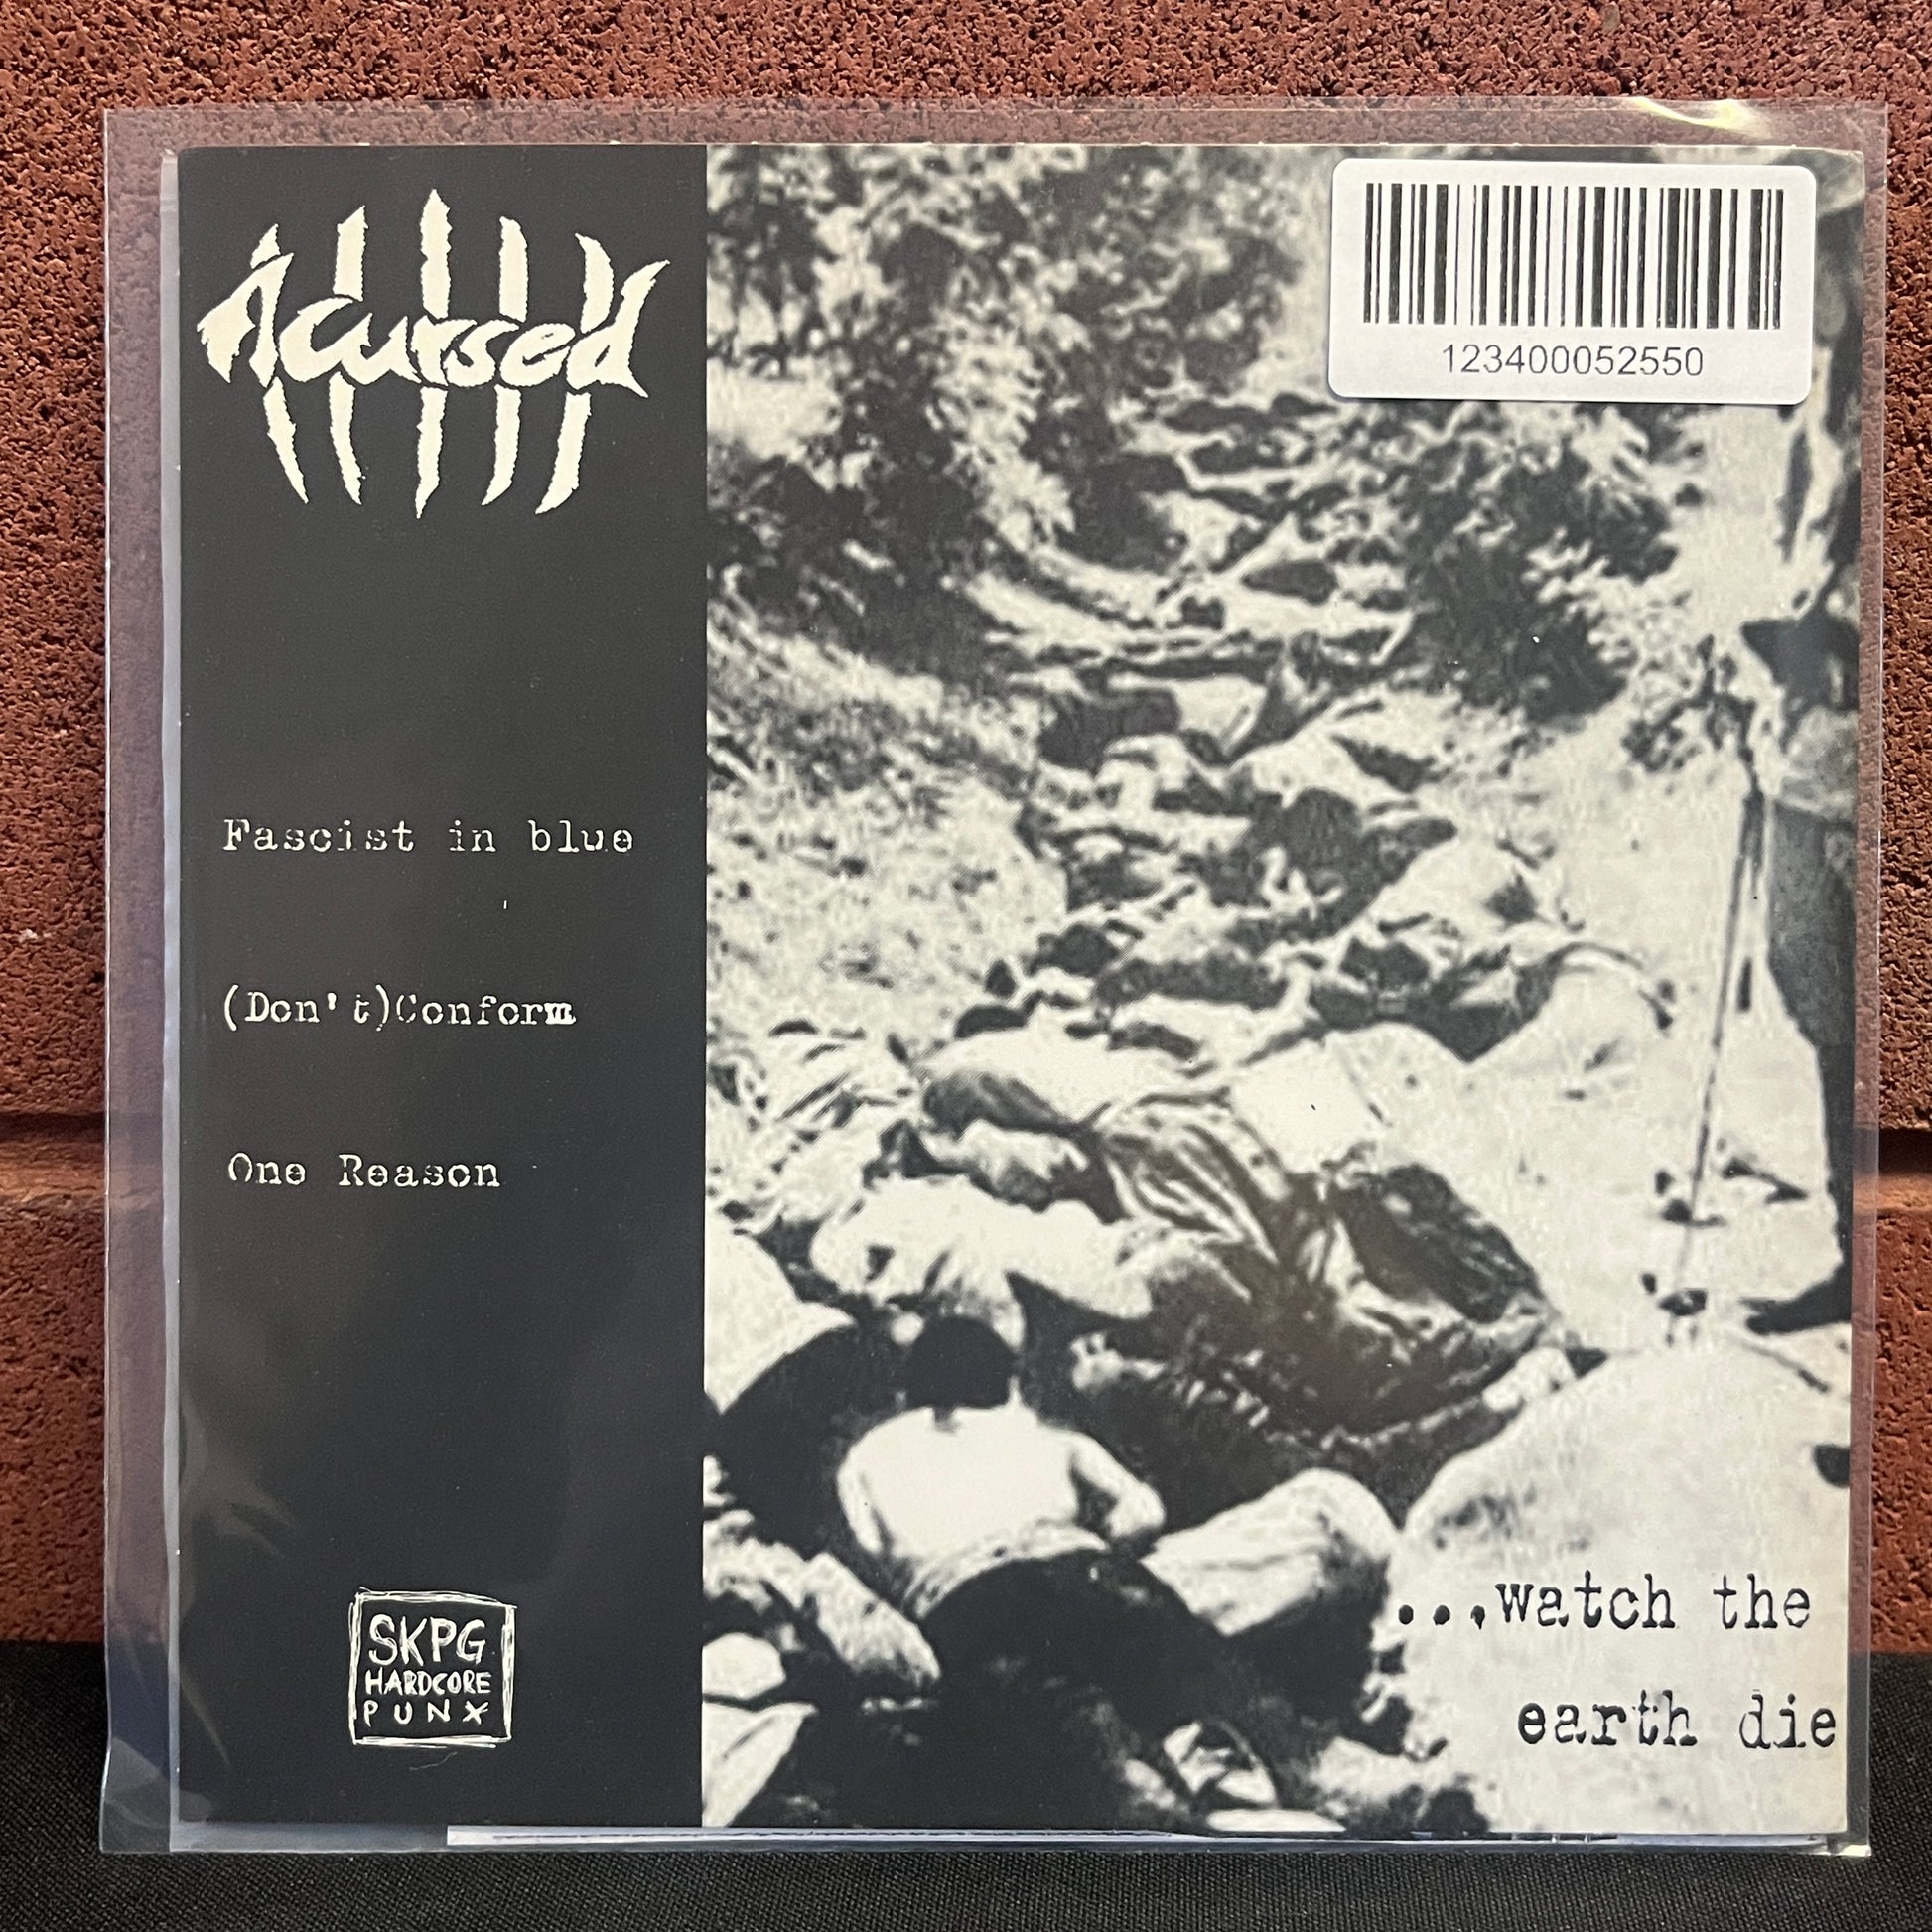 Acursed
123400052550
Fascist in blue
(Don't)Conform
One Reason
SKPG
HARDCORE
PUNX
...watch the
earth die